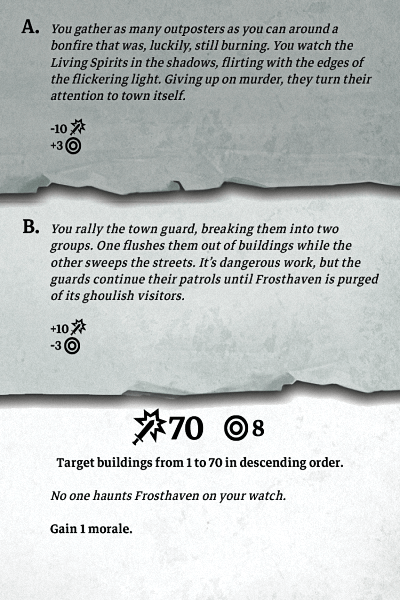 A. You gather as many outposters as you can around a
bonfire that was, luckily, still burning. You watch the
Living Spirits in the shadows, flirting with the edges of
the flickering light. Giving up on murder, they turn their
attention to town itself.
-10
+3
B. You rally the town guard, breaking them into two
groups. One flushes them out of buildings while the
other sweeps the streets. It's dangerous work, but the
guards continue their patrols until Frosthaven is purged
of its ghoulish visitors.
+10
-3
70 8
Target buildings from 1 to 70 in descending order.
No one haunts Frosthaven on your watch.
Gain 1 morale.